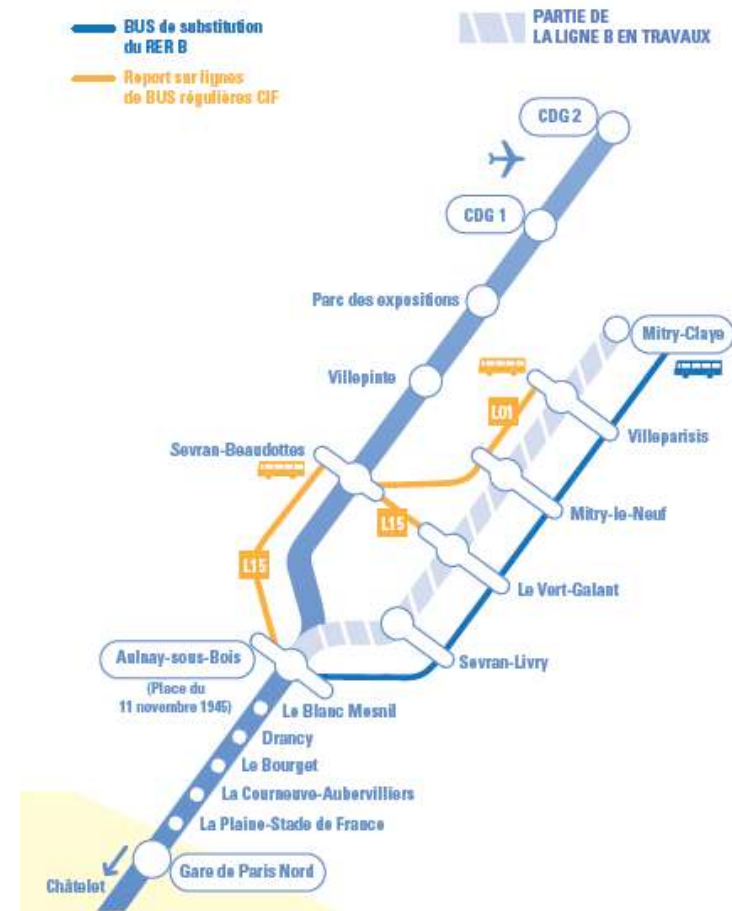 BUS de substitution
du RER B
Report sur lignes
de BUS régulières CIF
PARTIE DE
LA LIGNE B EN TRAVAUX
CDG 2
CDG 1
Parc des expositions
Mitry-Claye
Villepinte
L01
Villeparisis
Sevran-Beaudottes
Mitry-le-Neuf
L15
L15
Le Vert-Galant
Aulnay-sous-Bois
(Place du
11 novembre 1945)
Sevran-Livry
Le Blanc Mesnil
Drancy
Le Bourget
La Courneuve-Aubervilliers
La Plaine-Stade de France
Gare de Paris Nord
Châtelet